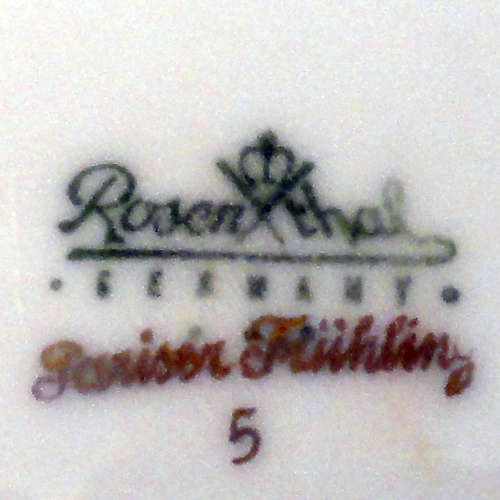 Rosenthal
· GERMANY ·
Pariser Frühling
5